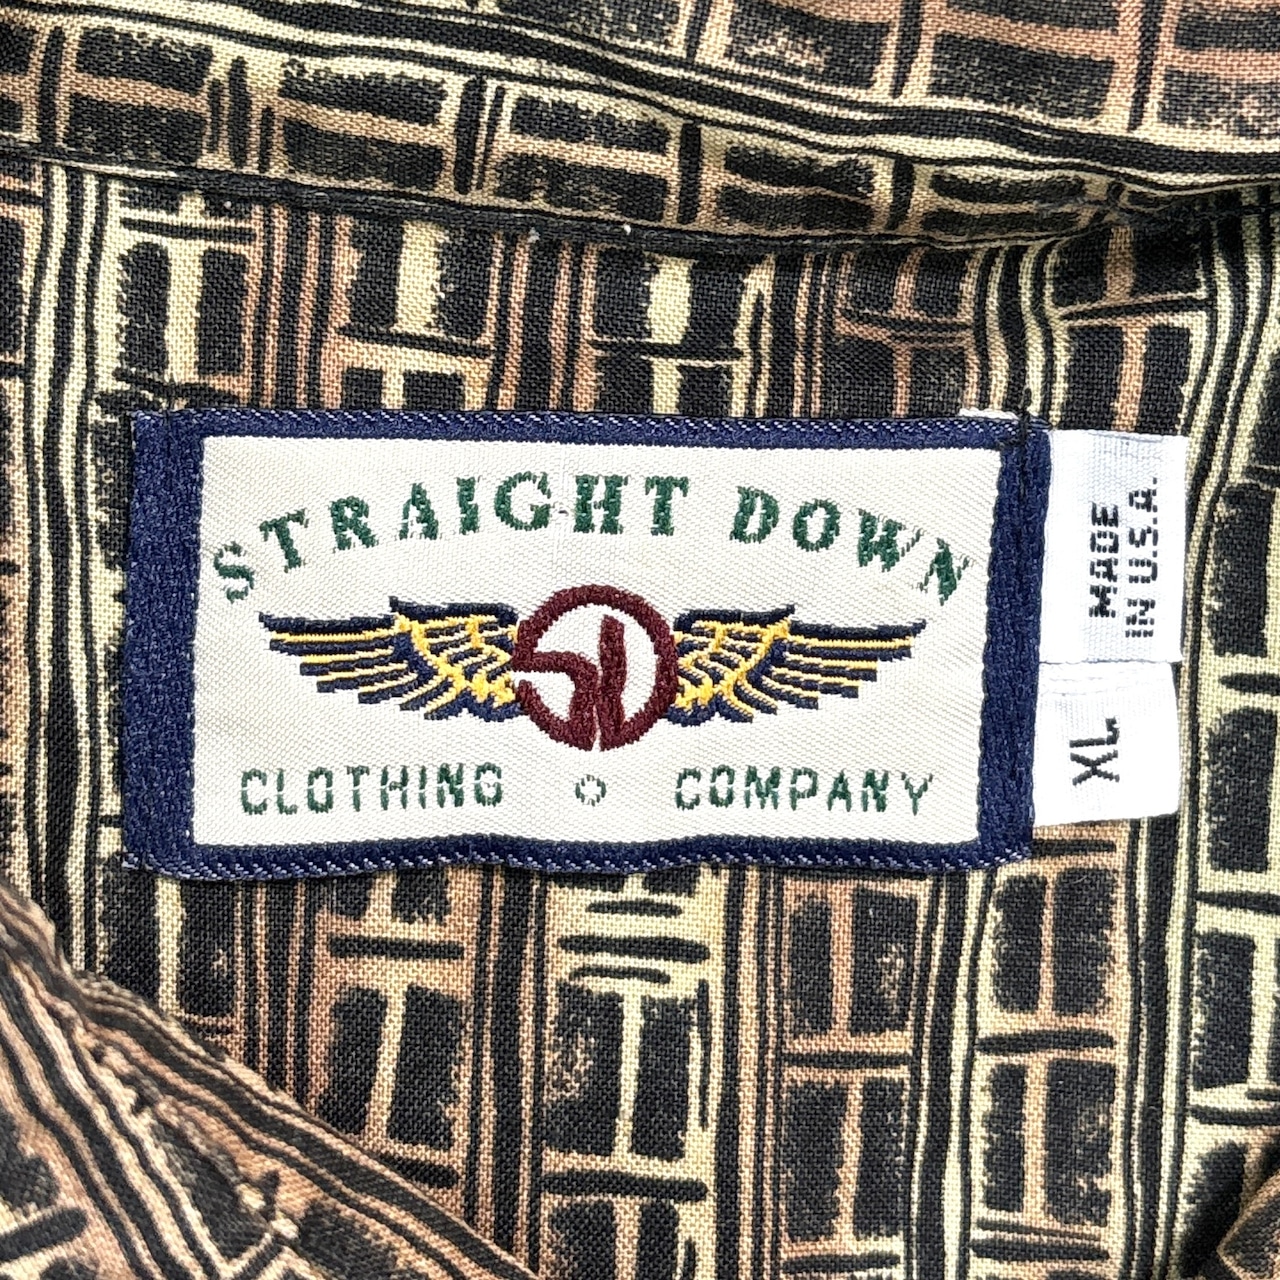 STRAIGHT DOWN
SD
CLOTHING COMPANY
MADE
IN U.S.A.
XL